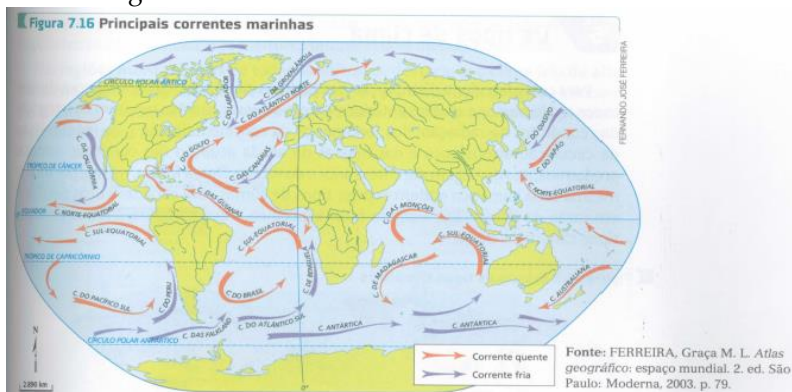 Figura 7.16 Principais correntes marinhas
FERNANDO JOSÉ FERREIRA
CÍRCULO POLAR ÁRTICO
C. DA GROENLÂNDIA
C. DO LABRADOR
C. DO ATLÂNTICO NORTE
C. DO OIASIVO
C. DO JAPÃO
C. DA CALIFÓRNIA
C. DO GOLFO
C. DAS CANÁRIAS
TRÓPICO DE CÂNCER
C. NORTE-EQUATORIAL
C. DAS GUIANAS
C. DAS MONÇÕES
C. NORTE-EQUATORIAL
EQUADOR
C. SUL-EQUATORIAL
C. SUL-EQUATORIAL
C. SUL-EQUATORIAL
TRÓPICO DE CAPRICÓRNIO
C. DO PACÍFICO SUL
C. DO PERU
C. DO BRASIL
C. DE BENGUELA
C. DE MADAGASCAR
C. AUSTRALIANA
C. DAS FALKLAND
C. DO ATLÂNTICO SUL
C. ANTÁRTICA
C. ANTÁRTICA
CÍRCULO POLAR ANTÁRTICO
N
2890 km
0°
Corrente quente
Corrente fria
Fonte: FERREIRA, Graça M. L. Atlas
geográfico: espaço mundial. 2. ed. São
Paulo: Moderna, 2003. p. 79.